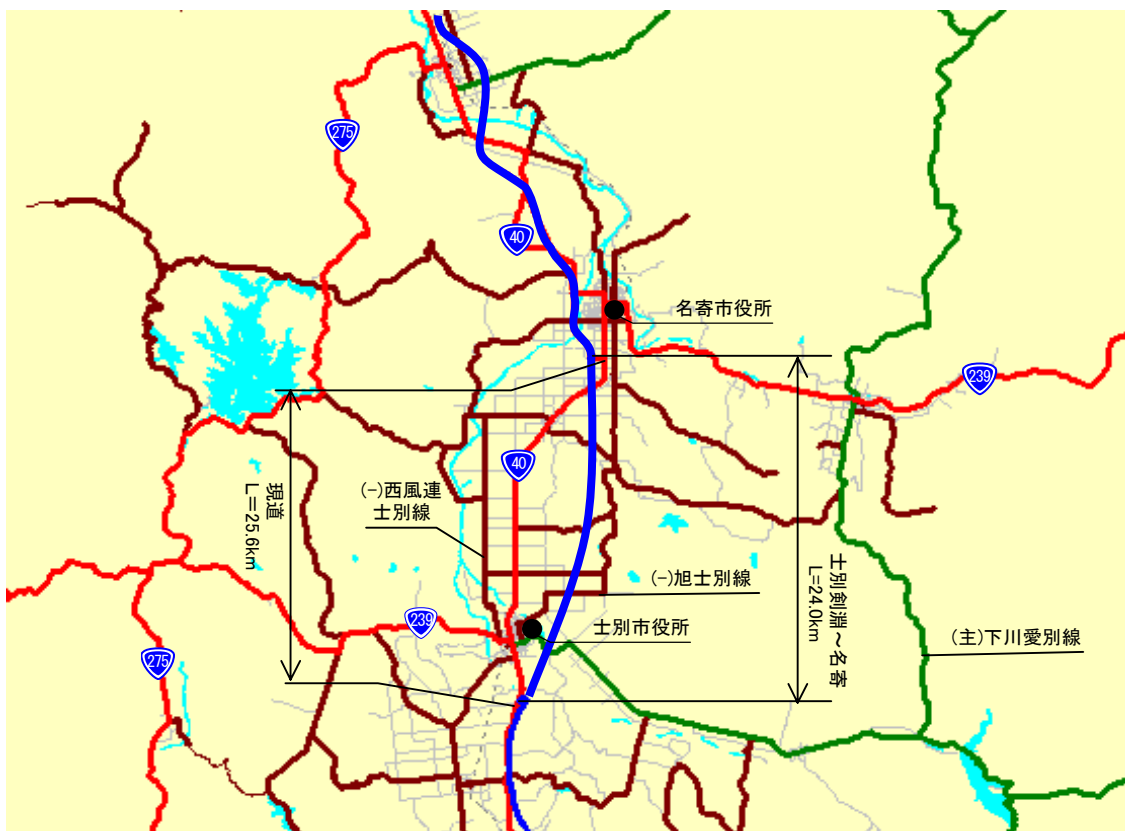 275
40
名寄市役所
239
40
(-)西風連
士別線
現道
L=25.6km
士別剣淵~名寄
L=24.0km
(-)旭士別線
239
士別市役所
(主)下川愛別線
275